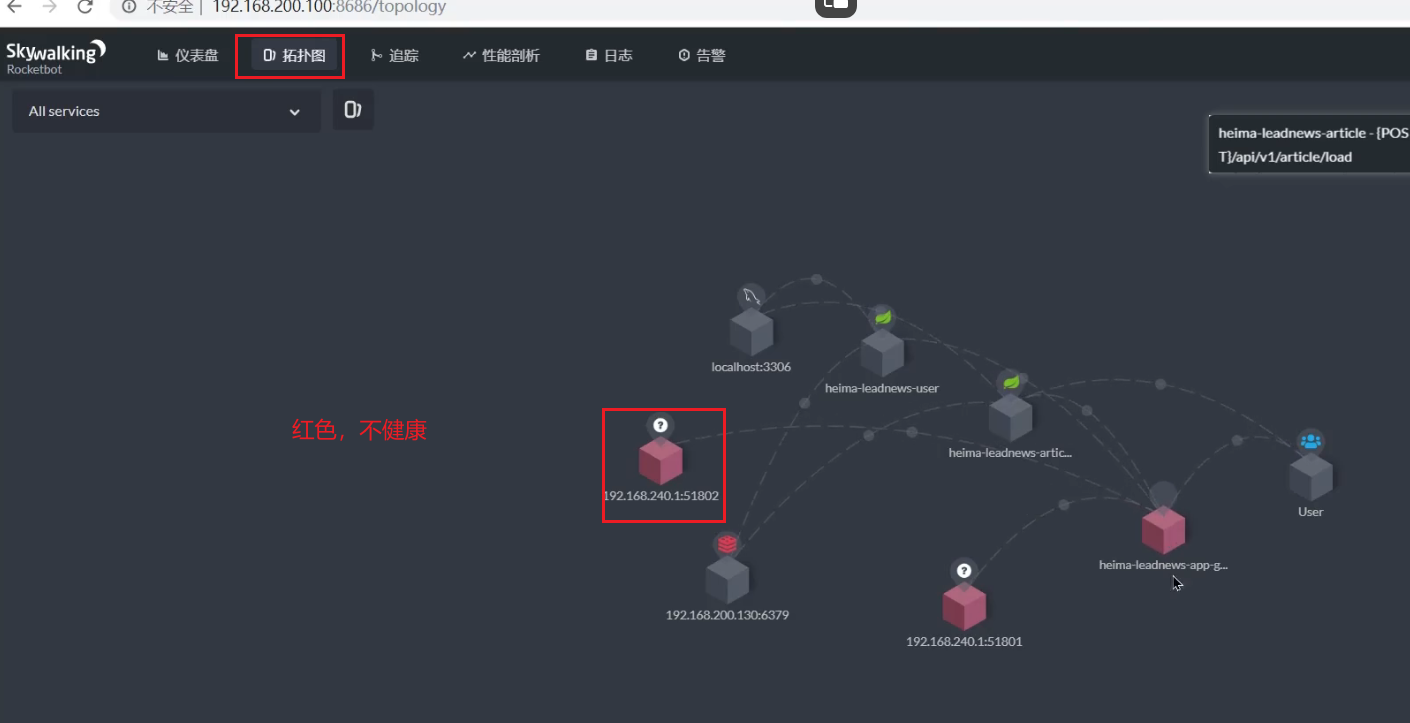 不安全 | 192.168.200.100:8686/topology
Skywalking
Rocketbot
仪表盘
拓扑图
追踪
性能剖析
日志
告警
All services
heima-leadnews-article - [POS
T]/api/v1/article/load
localhost:3306
heima-leadnews-user
heima-leadnews-artic...
红色，不健康
192.168.240.1:51802
User
heima-leadnews-app-g...
192.168.200.130:6379
192.168.240.1:51801